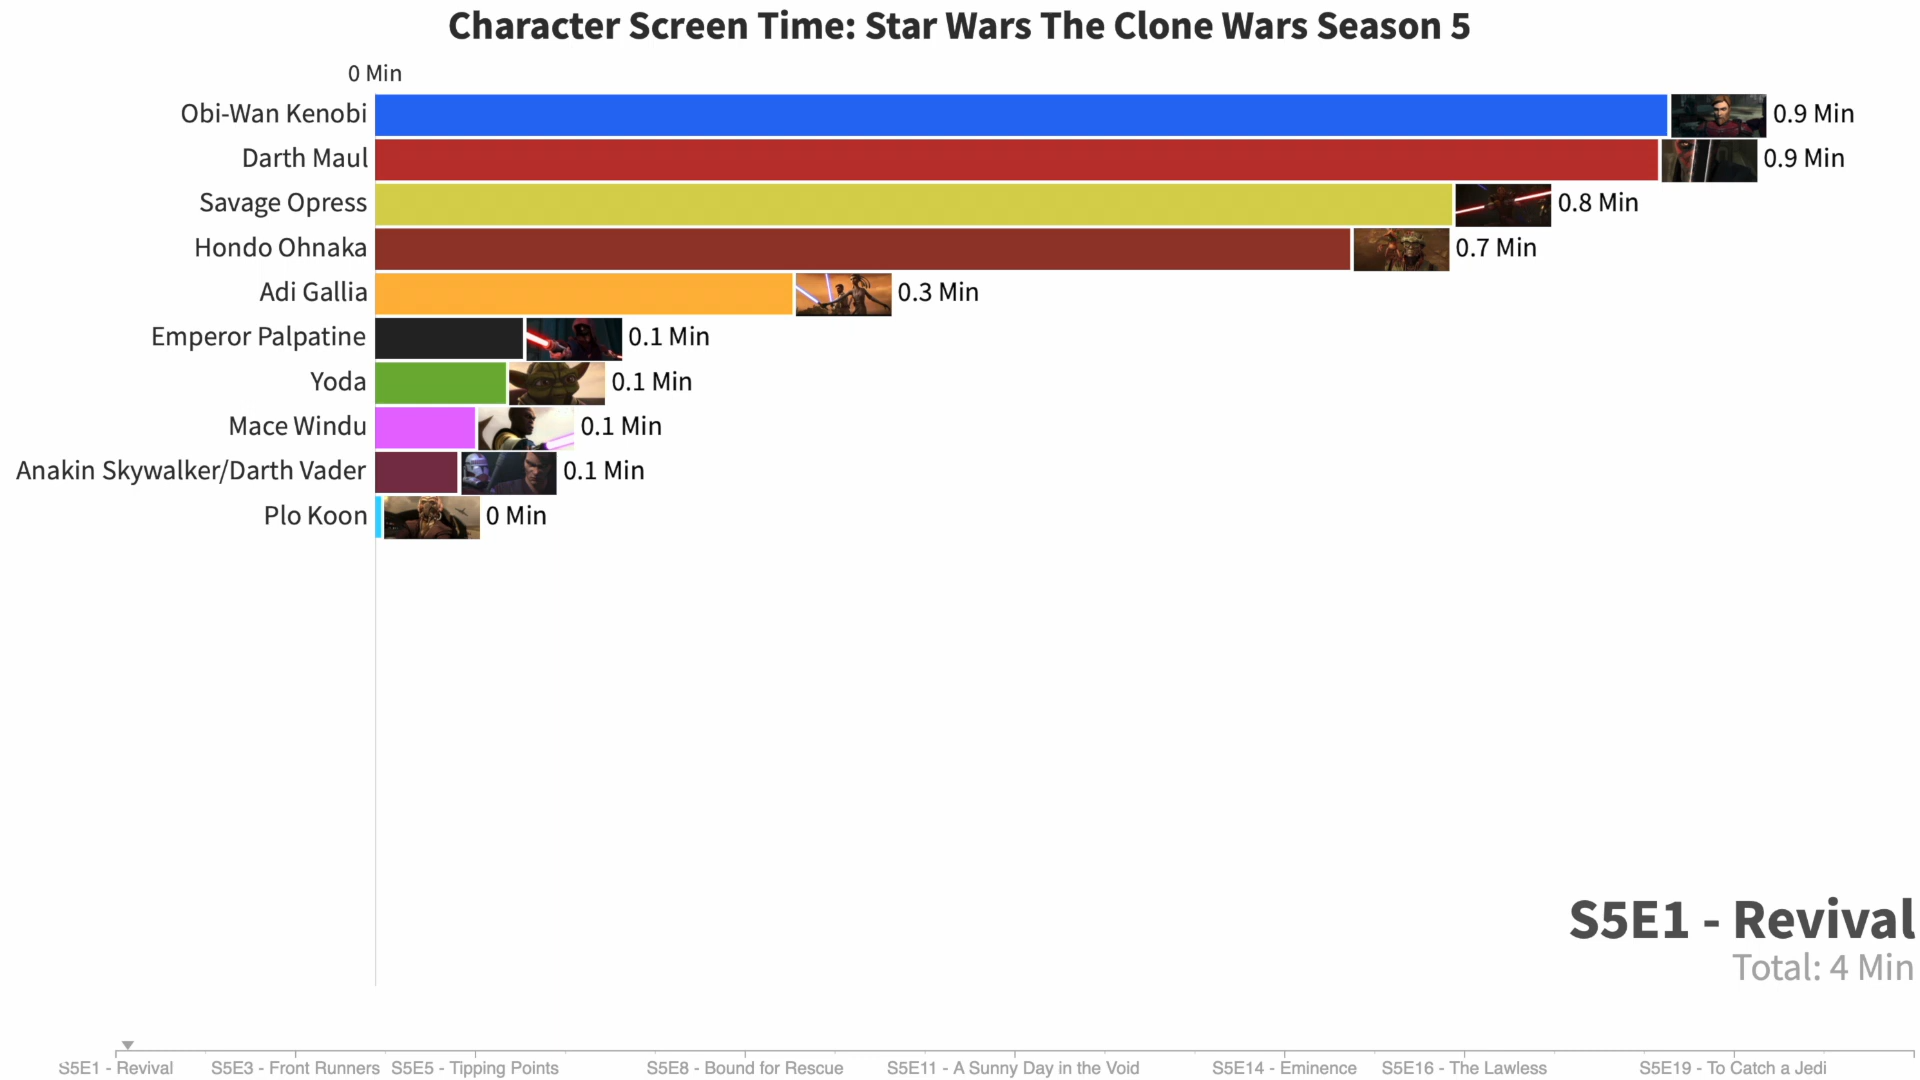 Character Screen Time: Star Wars The Clone Wars Season 5
0 Min
Obi-Wan Kenobi 0.9 Min
Darth Maul 0.9 Min
Savage Opress 0.8 Min
Hondo Ohnaka 0.7 Min
Adi Gallia 0.3 Min
Emperor Palpatine 0.1 Min
Yoda 0.1 Min
Mace Windu 0.1 Min
Anakin Skywalker/Darth Vader 0.1 Min
Plo Koon 0 Min
S5E1 - Revival
Total: 4 Min
S5E1 - Revival S5E3 - Front Runners S5E5 - Tipping Points S5E8 - Bound for Rescue S5E11 - A Sunny Day in the Void S5E14 - Eminence S5E16 - The Lawless S5E19 - To Catch a Jedi